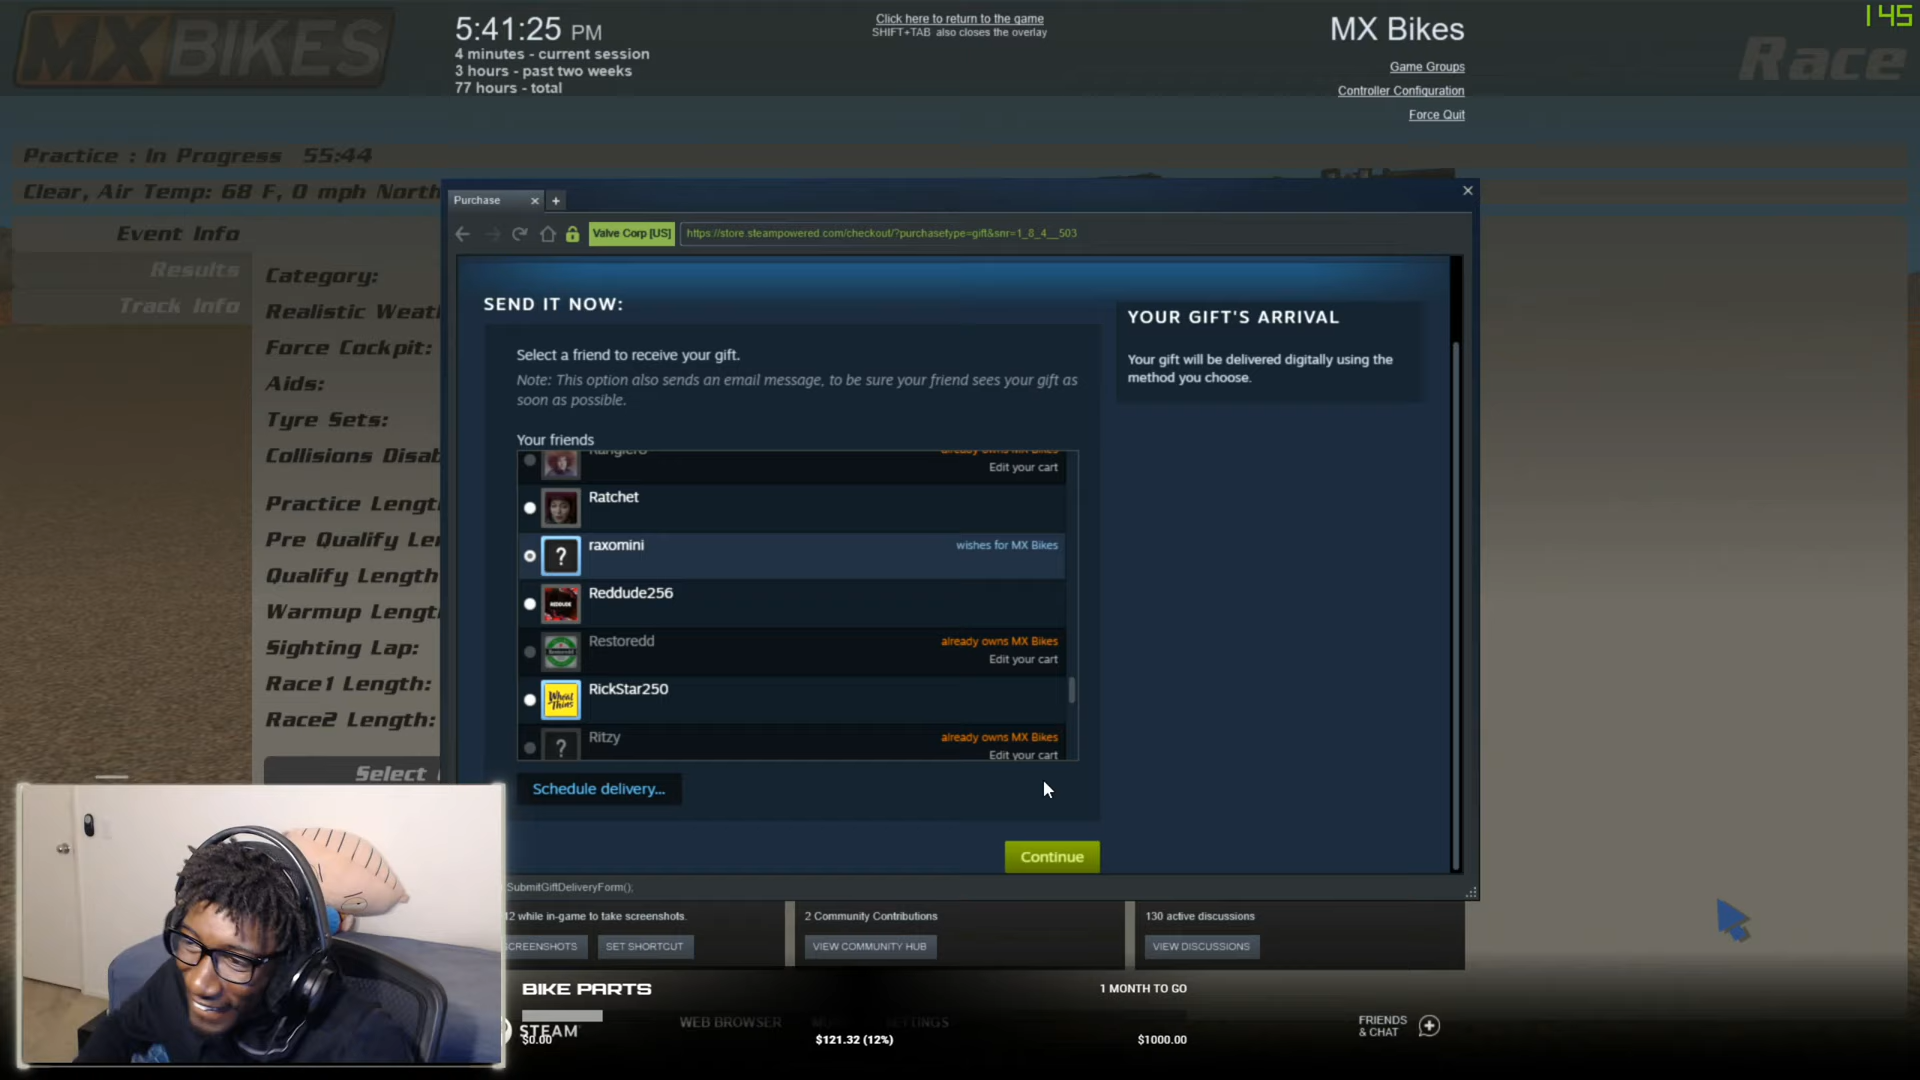 MX BIKES
5:41:25 PM
4 minutes - current session
3 hours - past two weeks
77 hours - total
Click here to return to the game
SHIFT+TAB also closes the overlay
MX Bikes
Game Groups
Controller Configuration
Force Quit
145
Race
Practice : In Progress 55:44
Clear, Air Temp: 68 F, 0 mph North
Event Info
Results
Track Info
Category:
Realistic
Force Cockpit:
Aids:
Tyre Sets:
Collisions
Practice
Pre Qualify
Qualify Length
Warmup
Sighting Lap:
Race1 Length:
Race2 Length:
Select
Purchase
Valve Corp [US]
https://store.steampowered.com/checkout/?purchasetype=gift&snr=1_8_4__503
SEND IT NOW:
Select a friend to receive your gift.
Note: This option also sends an email message, to be sure your friend sees your gift as
soon as possible.
Your friends
already owns MX Bikes
Edit your cart
Ratchet
raxomini
wishes for MX Bikes
Reddude256
REDDUDE
Restoredd
already owns MX Bikes
Edit your cart
RickStar250
Wheat
Thins
Ritzy
already owns MX Bikes
Edit your cart
Schedule delivery...
Continue
YOUR GIFT'S ARRIVAL
Your gift will be delivered digitally using the
method you choose.
SubmitGiftDeliveryForm();
12 while in-game to take screenshots.
SCREENSHOTS
SET SHORTCUT
2 Community Contributions
VIEW COMMUNITY HUB
130 active discussions
VIEW DISCUSSIONS
BIKE PARTS
1 MONTH TO GO
STEAM
WEB BROWSER
SETTINGS
FRIENDS
& CHAT
$0.00
$121.32 (12%)
$1000.00